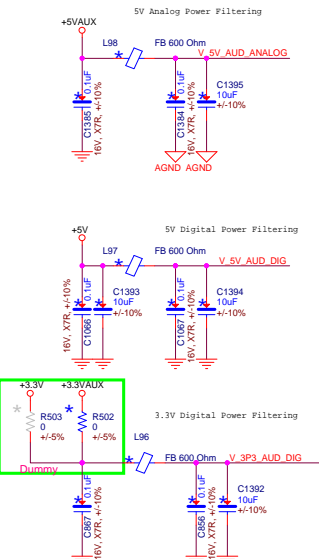 5V Analog Power Filtering
+5VAUX
L98
FB 600 Ohm
V_5V_AUD_ANALOG
*
C1385
0.1uF
16V, X7R, +/-10%
*
C1384
0.1uF
16V, X7R, +/-10%
*
C1395
10uF
+/-10%
*
AGND
AGND
+5V
5V Digital Power Filtering
L97
FB 600 Ohm
V_5V_AUD_DIG
*
C1066
0.1uF
16V, X7R, +/-10%
*
C1393
10uF
+/-10%
*
C1067
0.1uF
16V, X7R, +/-10%
*
C1394
10uF
+/-10%
*
+3.3V
+3.3VAUX
*
R503
0
+/-5%
*
R502
0
+/-5%
Dummy
3.3V Digital Power Filtering
L96
FB 600 Ohm
V_3P3_AUD_DIG
*
C867
0.1uF
16V, X7R, +/-10%
*
C856
0.1uF
16V, X7R, +/-10%
*
C1392
10uF
+/-10%
*